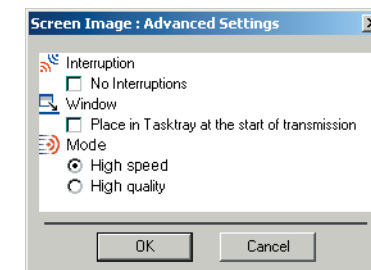 Screen Image : Advanced Settings
Interruption
No Interruptions
Window
Place in Tasktray at the start of transmission
Mode
High speed
High quality
OK
Cancel